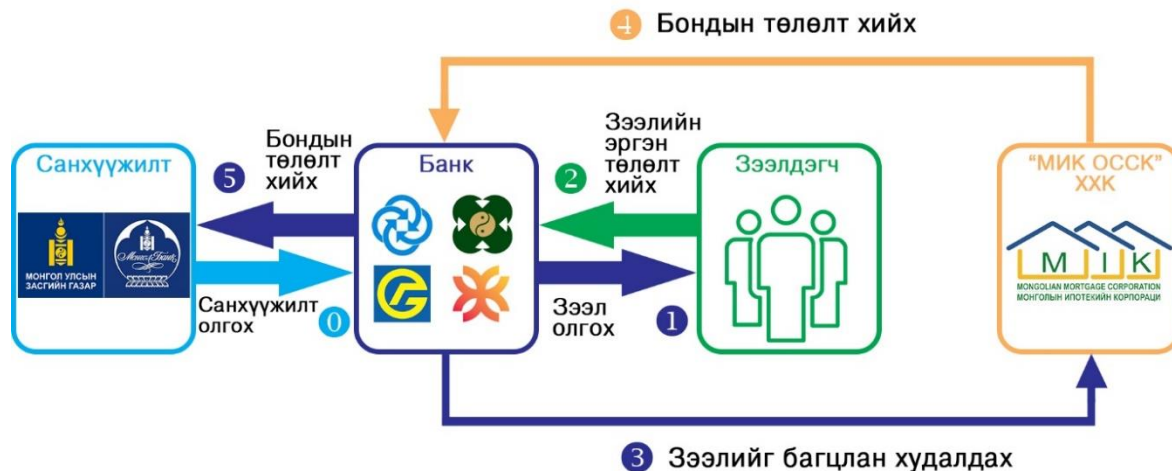 4 Бондын төлөлт хийх
Санхүүжилт
МОНГОЛ УЛСЫН
ЗАСГИЙН ГАЗАР
МонголБанк
Бондын
төлөлт
хийх
5
Санхүүжилт
олгох
0
Банк
Зээлийн
эргэн
төлөлт
хийх
2
Зээл
олгох
1
Зээлдэгч
"МИК ОССК"
ХХК
MIK
MONGOLIAN MORTGAGE CORPORATION
МОНГОЛЫН ИПОТЕКИЙН КОРПОРАЦИ
3 Зээлийг багцлан худалдах